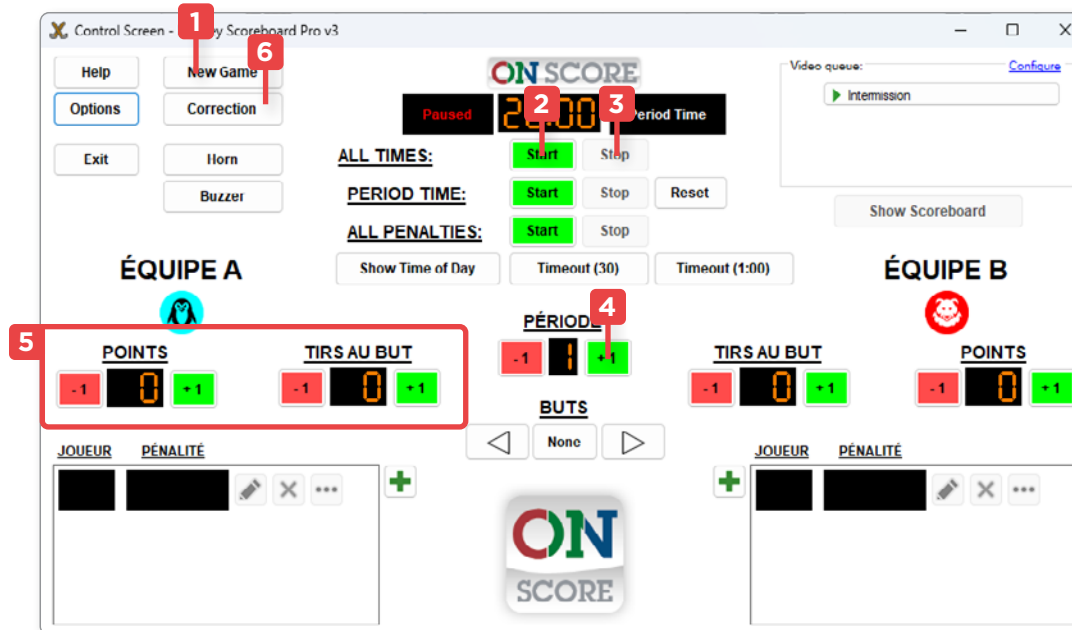 Control Screen - ey Scoreboard Pro v3
1
6
Help
New Game
Options
Correction
Exit
Horn
Buzzer
ON SCORE
Paused
2
3
Period Time
ALL TIMES:
Start
Stop
PERIOD TIME:
Start
Stop
Reset
ALL PENALTIES:
Start
Stop
Show Time of Day
Timeout (30)
Timeout (1:00)
Video queue:
Configure
Intermission
Show Scoreboard
ÉQUIPE A
ÉQUIPE B
4
PÉRIODE
-1
1
+1
5
POINTS
TIRS AU BUT
-1
0
+1
-1
0
+1
TIRS AU BUT
POINTS
-1
0
+1
-1
0
+1
BUTS
None
JOUEUR
PÉNALITÉ
JOUEUR
PÉNALITÉ
ON
SCORE